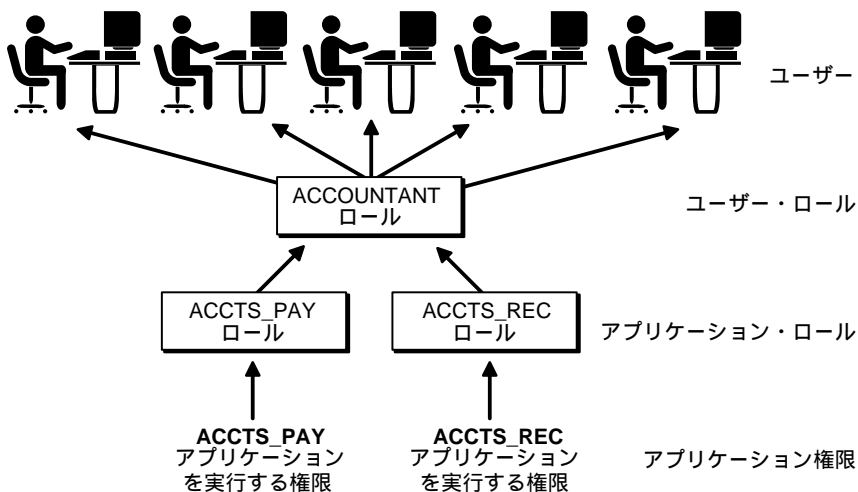 ユーザー
ACCOUNTANT
ロール
ユーザー・ロール
ACCTS_PAY
ロール
ACCTS_REC
ロール
アプリケーション・ロール
ACCTS_PAY
アプリケーション
を実行する権限
ACCTS_REC
アプリケーション
を実行する権限
アプリケーション権限